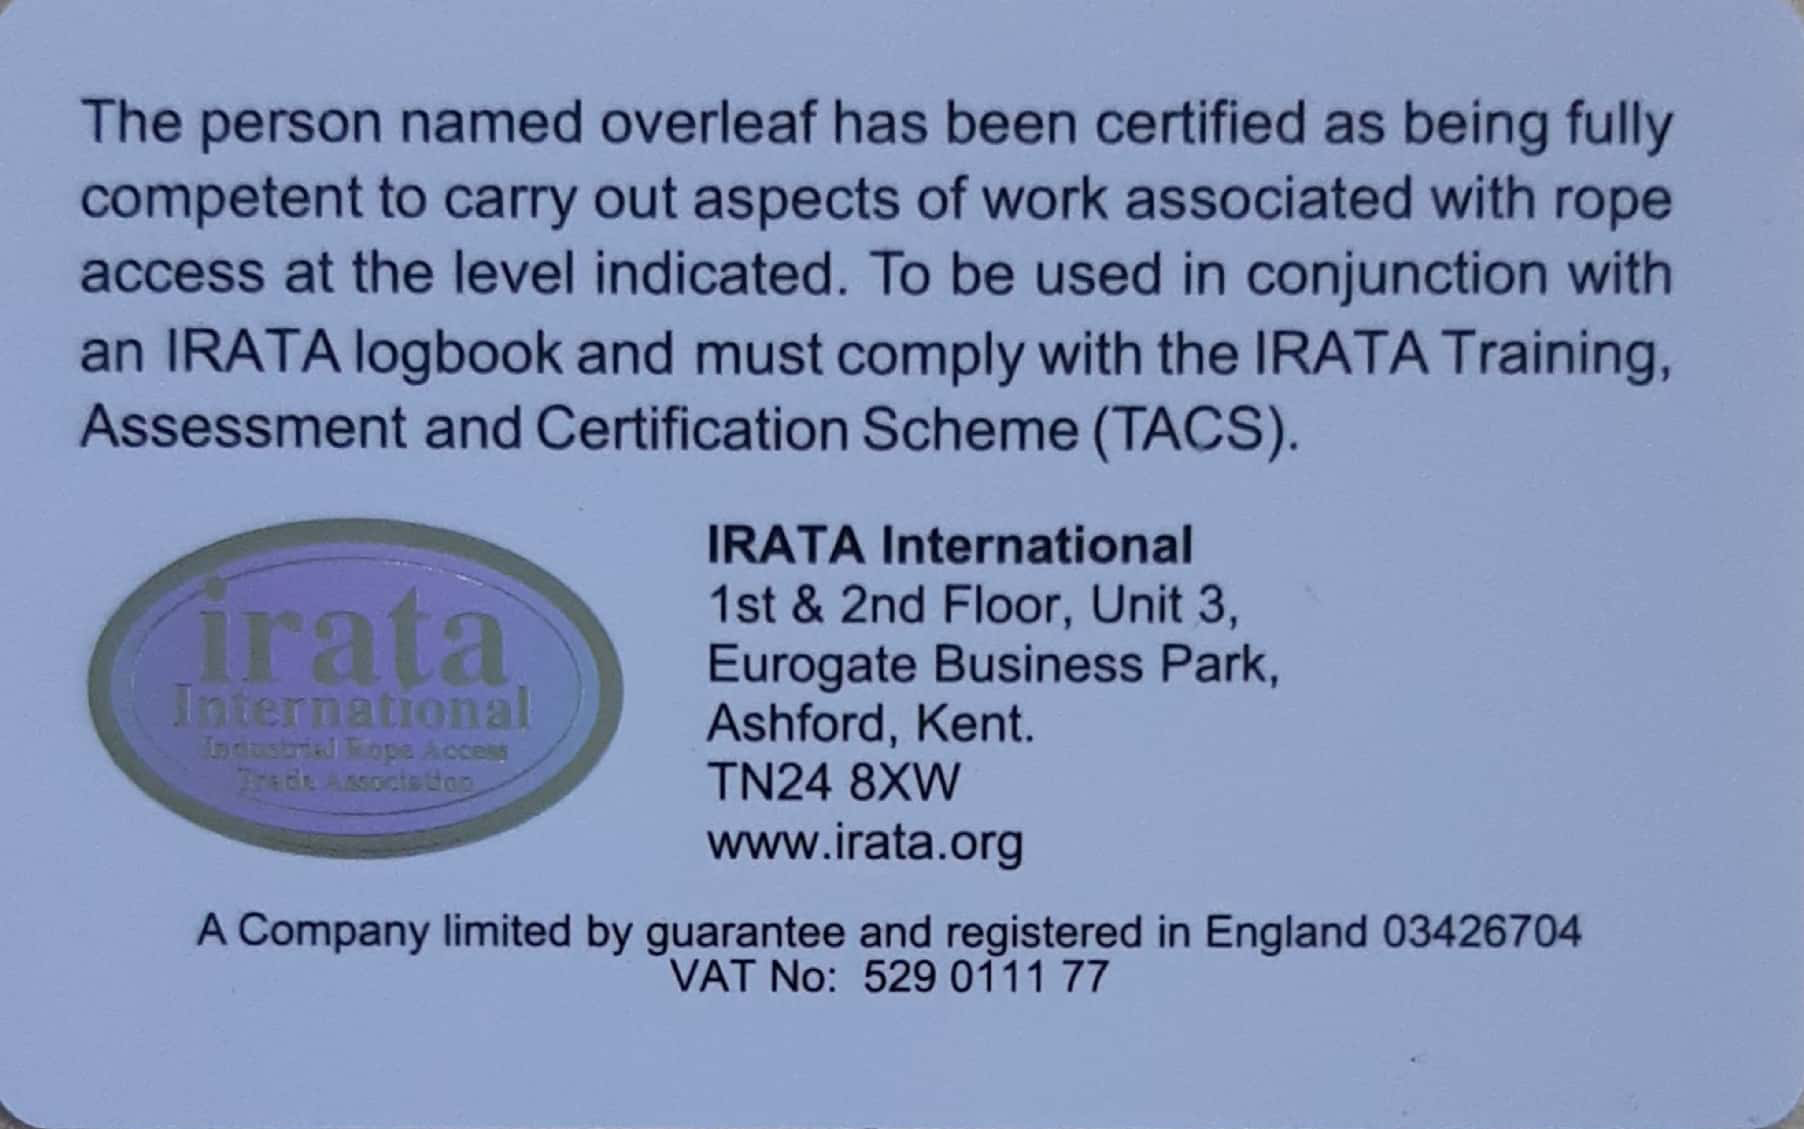 The person named overleaf has been certified as being fully
competent to carry out aspects of work associated with rope
access at the level indicated. To be used in conjunction with
an IRATA logbook and must comply with the IRATA Training,
Assessment and Certification Scheme (TACS).
irata
International
Industrial Rope Access
Trade Association
IRATA International
1st & 2nd Floor, Unit 3,
Eurogate Business Park,
Ashford, Kent.
TN24 8XW
www.irata.org
A Company limited by guarantee and registered in England 03426704
VAT No: 529 0111 77